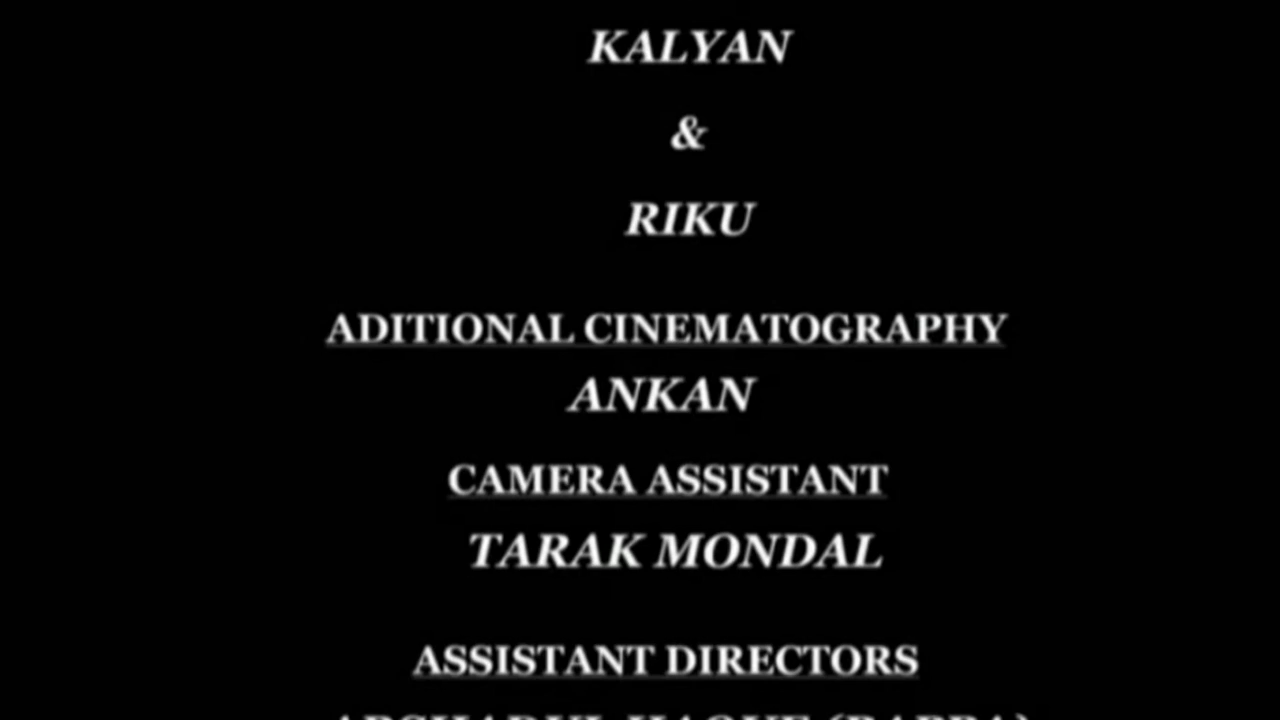 KALYAN
&
RIKU
ADITIONAL CINEMATOGRAPHY
ANKAN
CAMERA ASSISTANT
TARAK MONDAL
ASSISTANT DIRECTORS